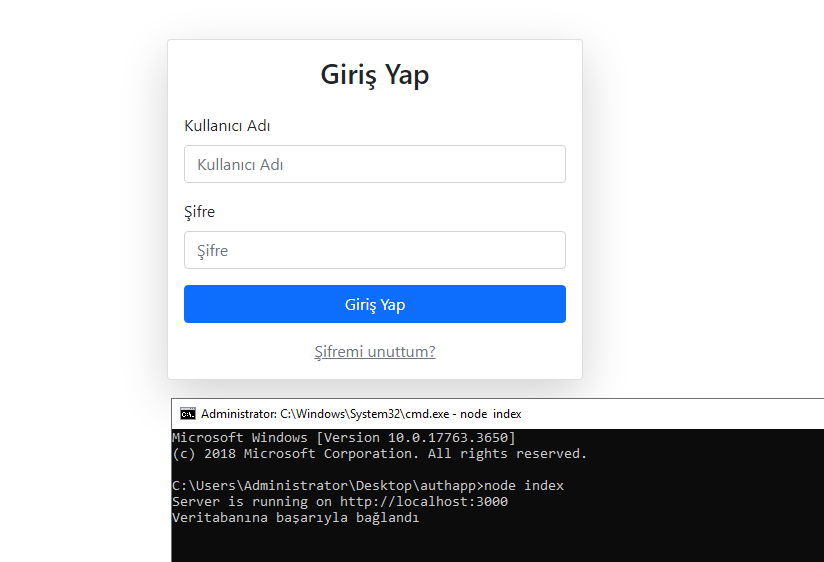 Giriş Yap
Kullanıcı Adı
Kullanıcı Adı
Şifre
Şifre
Giriş Yap
Şifremi unuttum?
Administrator: C:\Windows\System32\cmd.exe - node  index
Microsoft Windows [Version 10.0.17763.3650]
(c) 2018 Microsoft Corporation. All rights reserved.
C:\Users\Administrator\Desktop\authapp>node index
Server is running on http://localhost:3000
Veritabanına başarıyla bağlandı